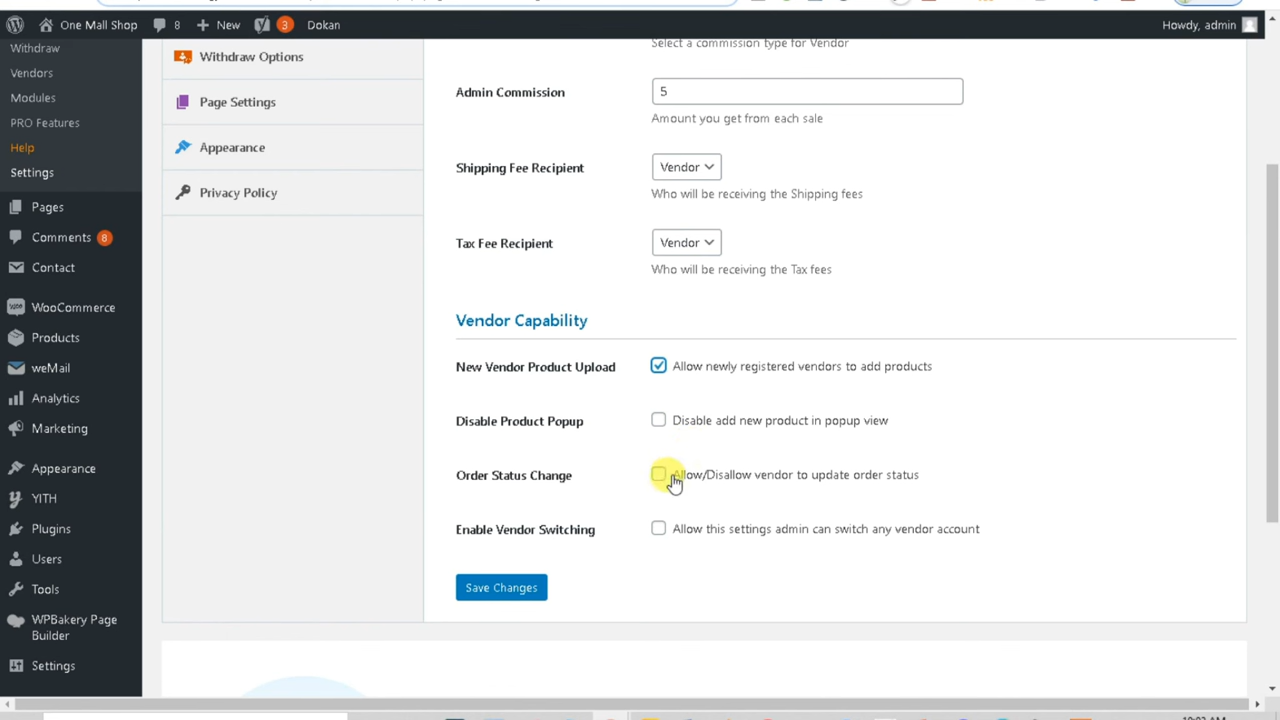 One Mall Shop 8 New 3 Dokan Howdy, admin
Withdraw
Vendors
Modules
PRO Features
Help
Settings
Pages
Comments 8
Contact
WooCommerce
Products
weMail
Analytics
Marketing
Appearance
YITH
Plugins
Users
Tools
WPBakery Page
Builder
Settings
Withdraw Options
Page Settings
Appearance
Privacy Policy
Select a commission type for Vendor
Admin Commission 5
Amount you get from each sale
Shipping Fee Recipient Vendor
Who will be receiving the Shipping fees
Tax Fee Recipient Vendor
Who will be receiving the Tax fees
Vendor Capability
New Vendor Product Upload Allow newly registered vendors to add products
Disable Product Popup Disable add new product in popup view
Order Status Change Allow/Disallow vendor to update order status
Enable Vendor Switching Allow this settings admin can switch any vendor account
Save Changes